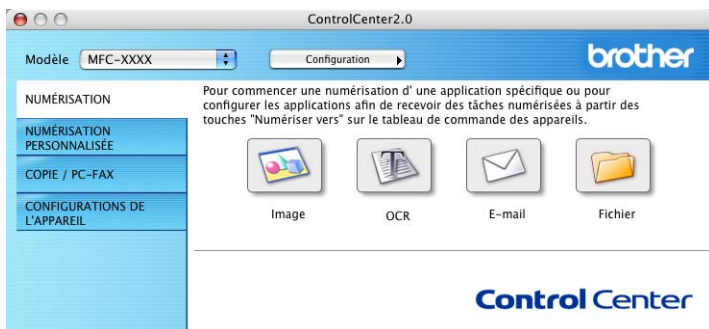 ControlCenter2.0
Modèle MFC-XXXX Configuration brother
NUMÉRISATION
NUMÉRISATION
PERSONNALISÉE
COPIE / PC-FAX
CONFIGURATIONS DE
L'APPAREIL
Pour commencer une numérisation d' une application spécifique ou pour
configurer les applications afin de recevoir des tâches numérisées à partir des
touches "Numériser vers" sur le tableau de commande des appareils.
Image OCR E-mail Fichier
Control Center